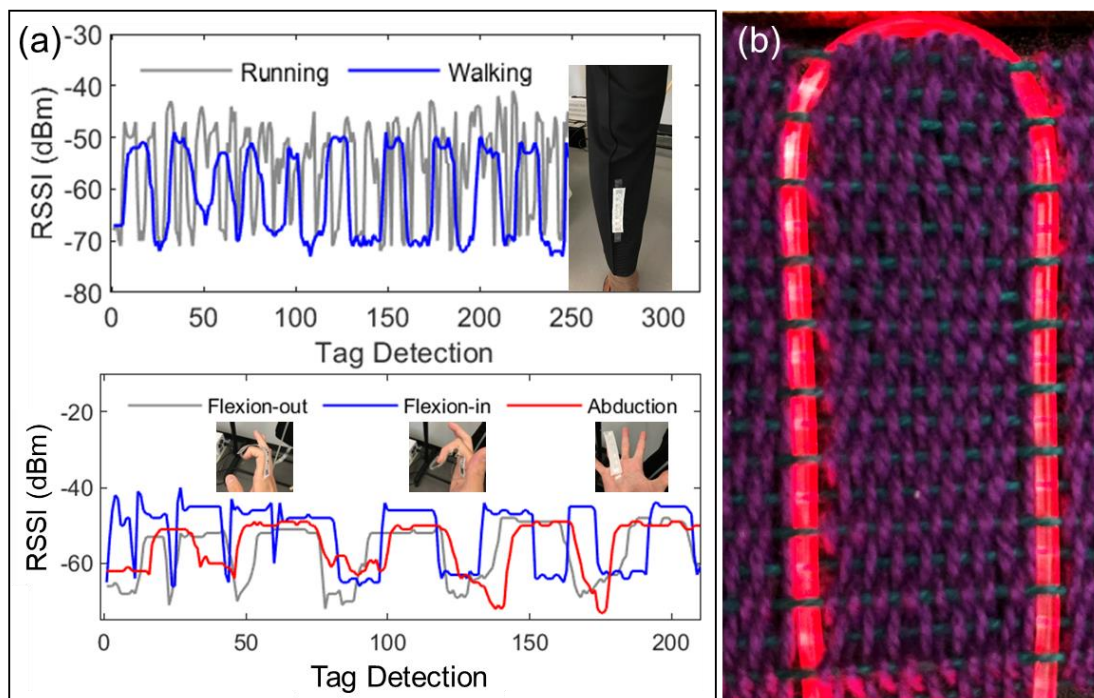 (a)
-30
-40
-50
-60
-70
-80
RSSI (dBm)
Running Walking
0 50 100 150 200 250 300
Tag Detection
-20
-40
-60
RSSI (dBm)
Flexion-out Flexion-in Abduction
0 50 100 150 200
Tag Detection
(b)